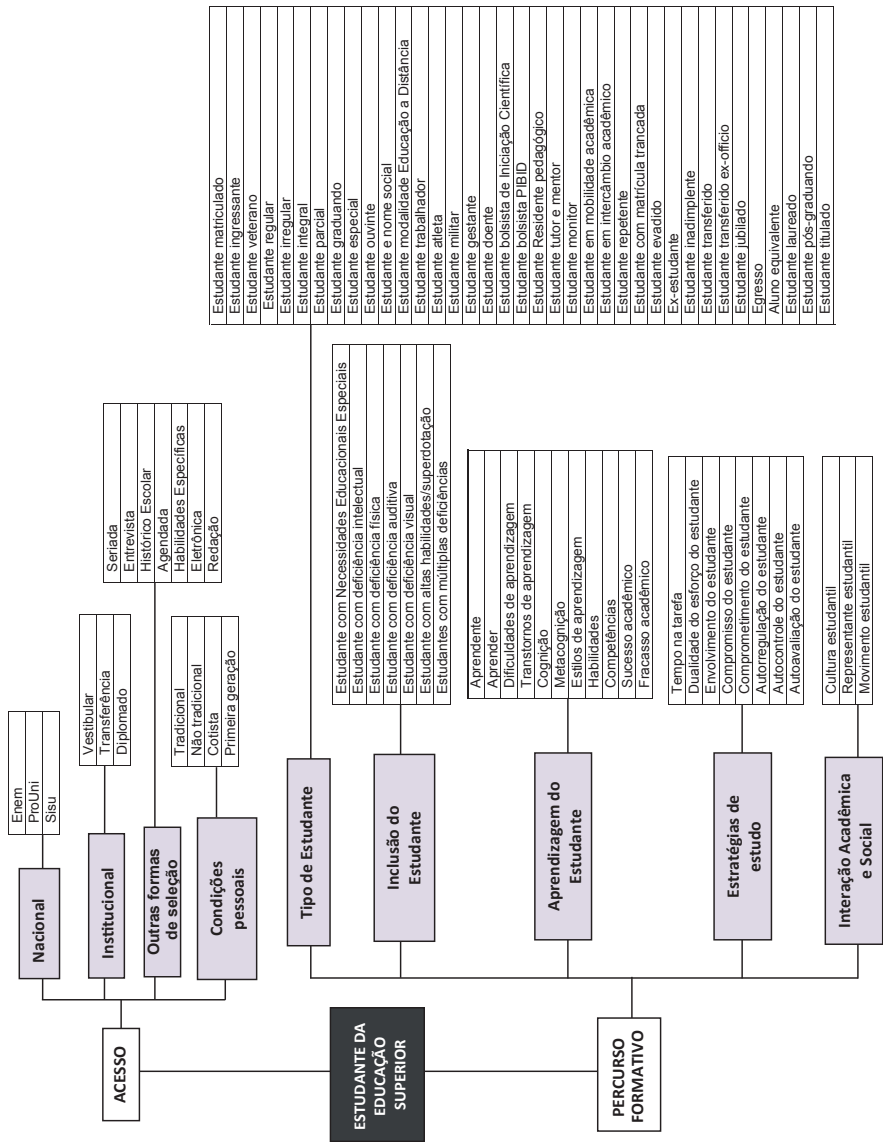 ESTUDANTE DA
EDUCAÇÃO
SUPERIOR
ACESSO
Nacional
Enem
ProUni
Sisu
Institucional
Vestibular
Transferência
Diplomado
Outras formas
de seleção
Seriada
Entrevista
Histórico Escolar
Agendada
Habilidades Específicas
Eletrônica
Redação
Condições
pessoais
Tradicional
Não tradicional
Cotista
Primeira geração
PERCURSO
FORMATIVO
Tipo de Estudante
Estudante matriculado
Estudante ingressante
Estudante veterano
Estudante regular
Estudante irregular
Estudante integral
Estudante parcial
Estudante graduando
Estudante especial
Estudante ouvinte
Estudante e nome social
Estudante modalidade Educação a Distância
Estudante trabalhador
Estudante atleta
Estudante militar
Estudante gestante
Estudante doente
Estudante bolsista de Iniciação Científica
Estudante bolsista PIBID
Estudante Residente pedagógico
Estudante tutor e mentor
Estudante monitor
Estudante em mobilidade acadêmica
Estudante em intercâmbio acadêmico
Estudante repetente
Estudante com matrícula trancada
Estudante evadido
Ex-estudante
Estudante inadimplente
Estudante transferido
Estudante transferido ex-officio
Estudante jubilado
Egresso
Aluno equivalente
Estudante laureado
Estudante pós-graduando
Estudante titulado
Inclusão do
Estudante
Estudante com Necessidades Educacionais Especiais
Estudante com deficiência intelectual
Estudante com deficiência física
Estudante com deficiência auditiva
Estudante com deficiência visual
Estudante com altas habilidades/superdotação
Estudantes com múltiplas deficiências
Aprendizagem do
Estudante
Aprendente
Aprender
Dificuldades de aprendizagem
Transtornos de aprendizagem
Cognição
Metacognição
Estilos de aprendizagem
Habilidades
Competências
Sucesso acadêmico
Fracasso acadêmico
Estratégias de
estudo
Tempo na tarefa
Dualidade do esforço do estudante
Envolvimento do estudante
Compromisso do estudante
Comprometimento do estudante
Autorregulação do estudante
Autocontrole do estudante
Autoavaliação do estudante
Interação Acadêmica
e Social
Cultura estudantil
Representante estudantil
Movimento estudantil